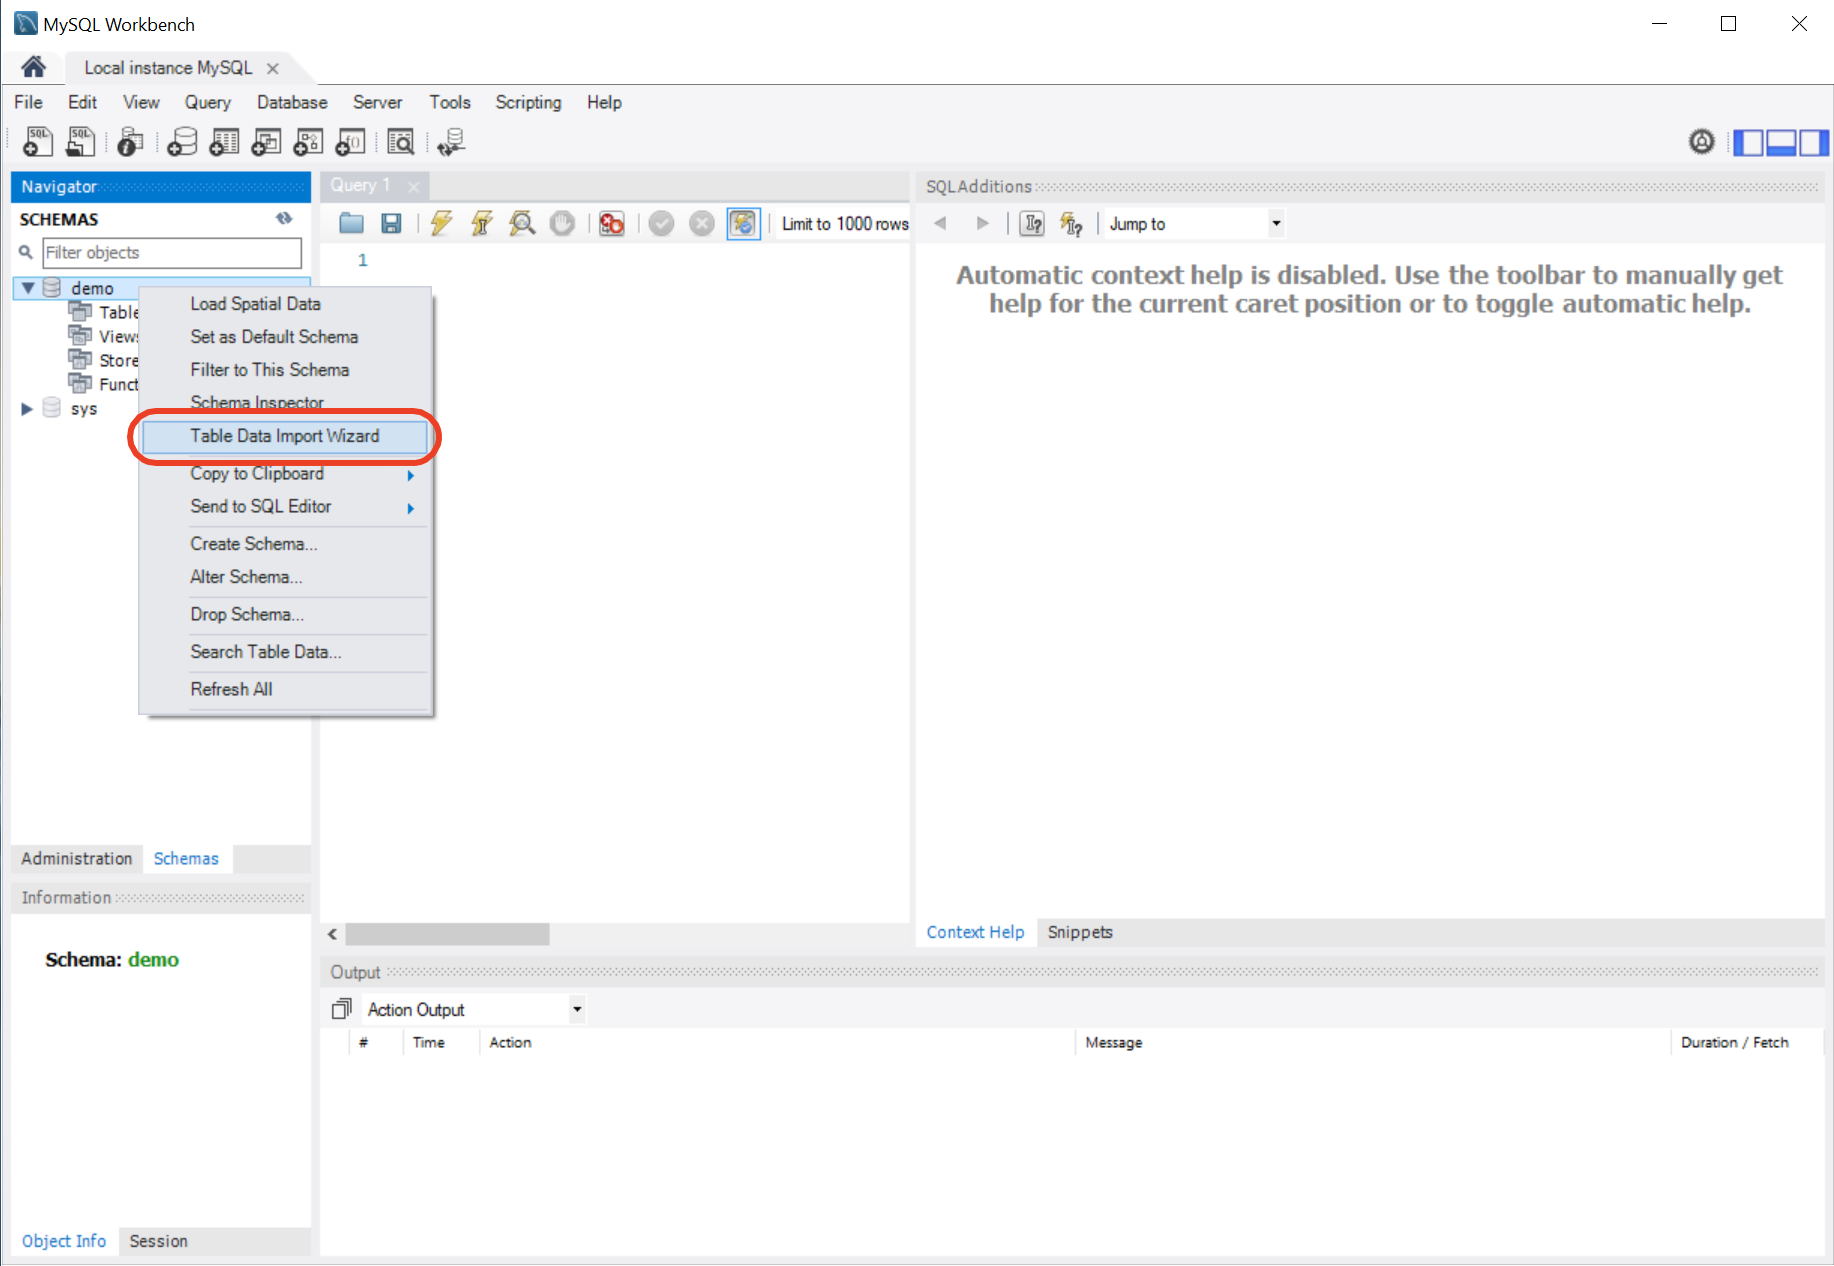 MySQL Workbench
Local instance MySQL
File Edit View Query Database Server Tools Scripting Help
Navigator
SCHEMAS
Filter objects
demo
Table
Views
Store
Funct
sys
Load Spatial Data
Set as Default Schema
Filter to This Schema
Schema Inspector
Table Data Import Wizard
Copy to Clipboard
Send to SQL Editor
Create Schema...
Alter Schema...
Drop Schema...
Search Table Data...
Refresh All
Administration Schemas
Information
Schema: demo
Object Info Session
Query 1
Limit to 1000 rows
1
SQLAdditions
Jump to
Automatic context help is disabled. Use the toolbar to manually get
help for the current caret position or to toggle automatic help.
Context Help Snippets
Output
Action Output
# Time Action Message Duration / Fetch